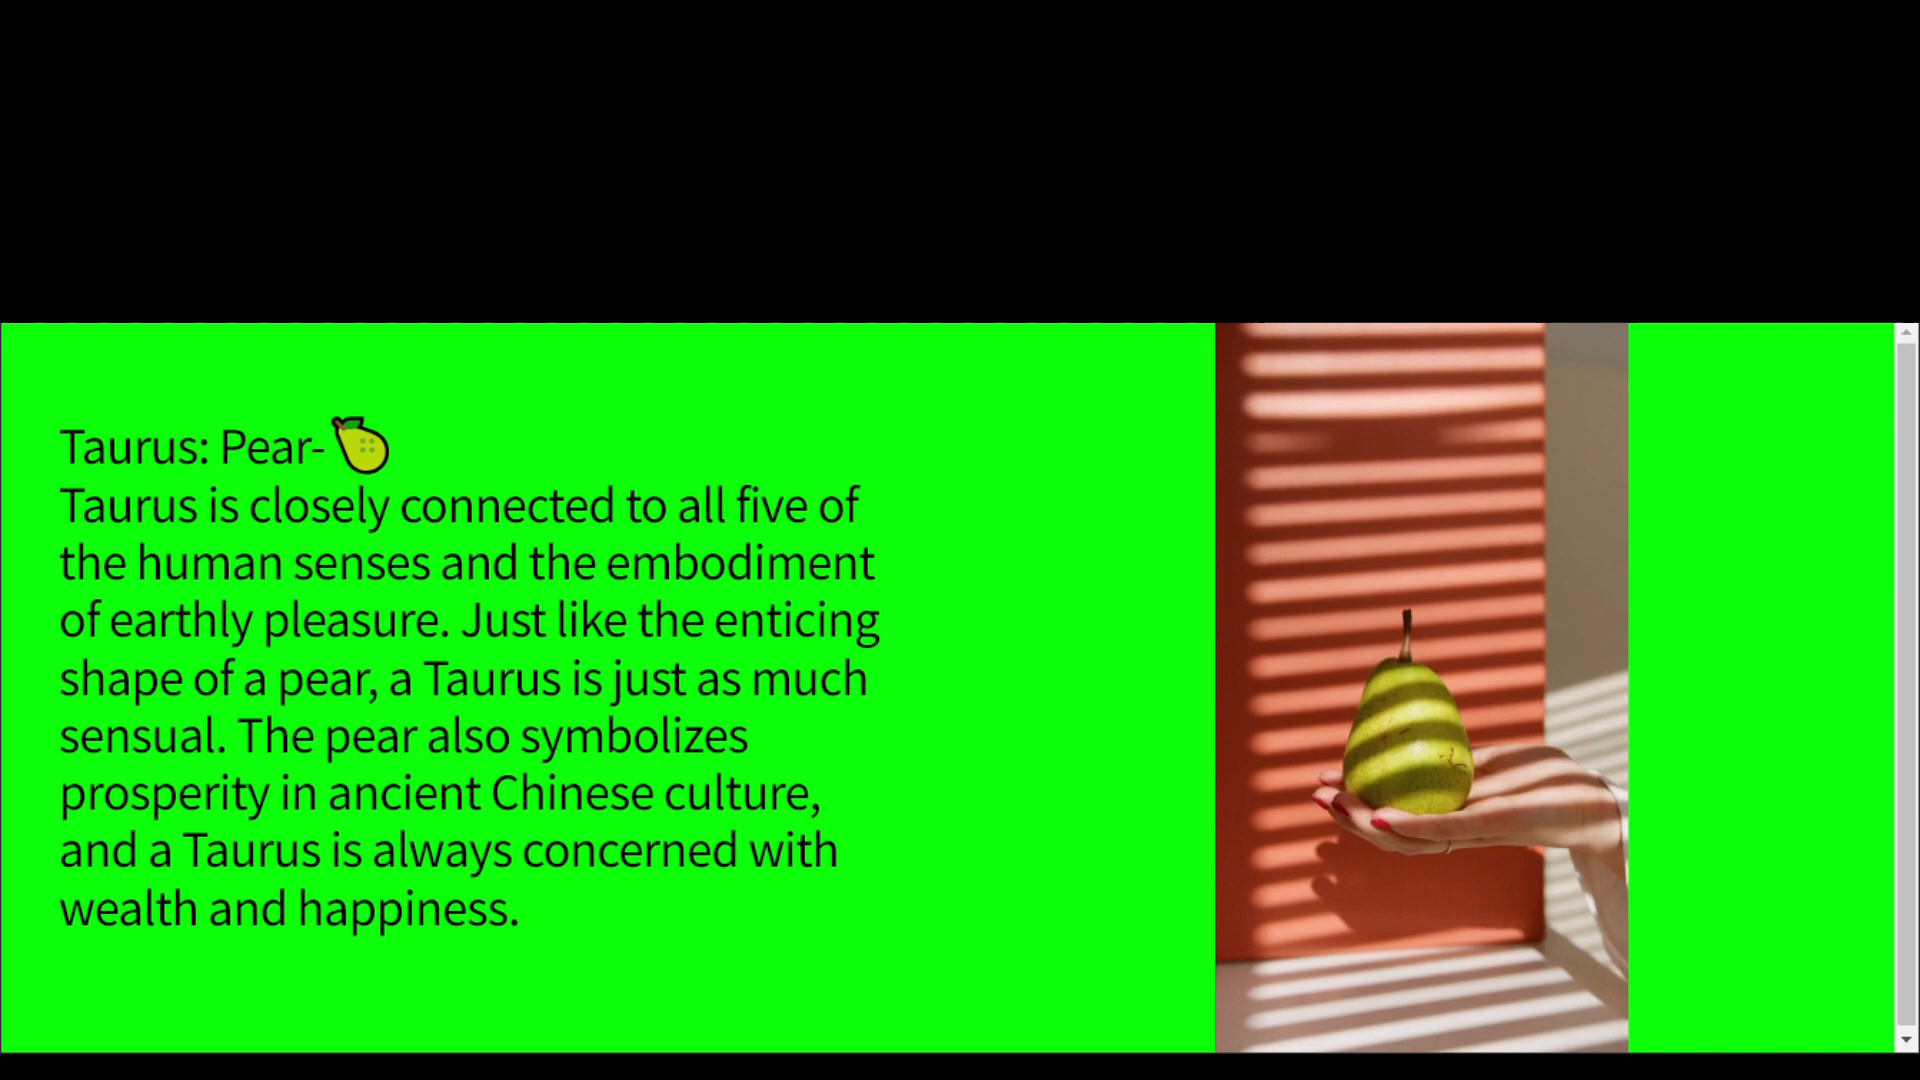 Taurus: Pear-🍐
Taurus is closely connected to all five of
the human senses and the embodiment
of earthly pleasure. Just like the enticing
shape of a pear, a Taurus is just as much
sensual. The pear also symbolizes
prosperity in ancient Chinese culture,
and a Taurus is always concerned with
wealth and happiness.